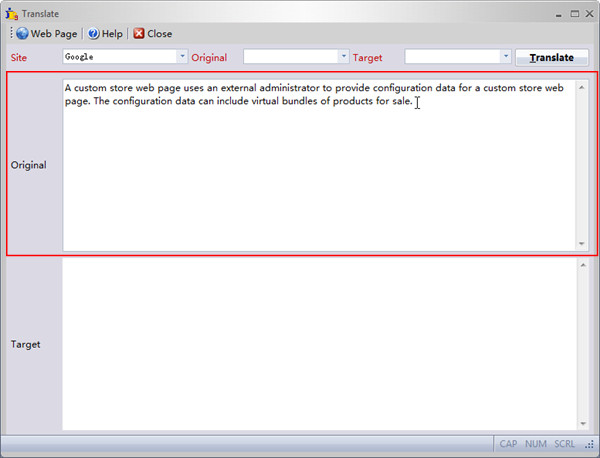 Translate
Web Page Help Close
Site Google Original Target Translate
Original
A custom store web page uses an external administrator to provide configuration data for a custom store web
page. The configuration data can include virtual bundles of products for sale.
Target
CAP NUM SCRL